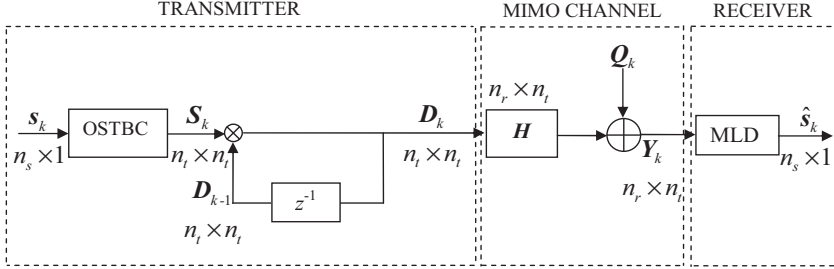 TRANSMITTER
MIMO CHANNEL
RECEIVER
s_k
n_s × 1
OSTBC
S_k
n_t × n_t
⊗
D_k
n_t × n_t
D_{k-1}
n_t × n_t
z^{-1}
n_r × n_t
H
Q_k
Y_k
n_r × n_t
MLD
ŝ_k
n_s × 1